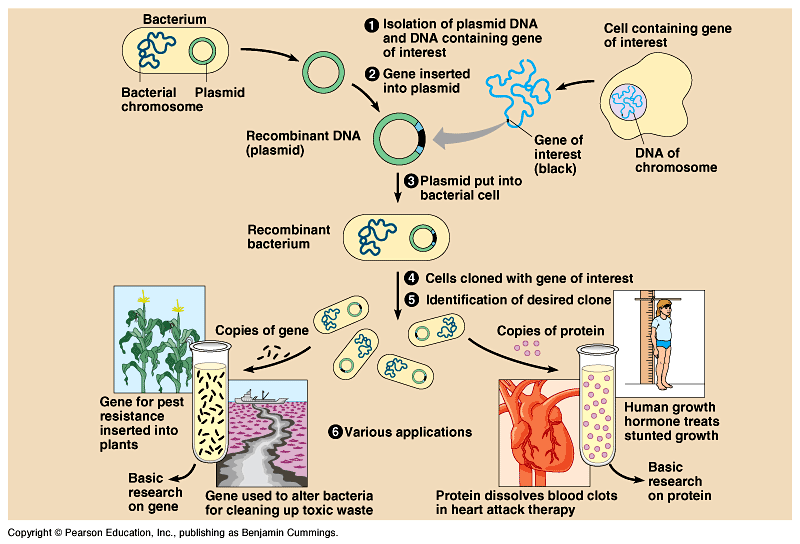 Bacterium
Bacterial
chromosome
Plasmid
1 Isolation of plasmid DNA
and DNA containing gene
of interest
2 Gene inserted
into plasmid
Cell containing gene
of interest
DNA of
chromosome
Gene of
interest
(black)
Recombinant DNA
(plasmid)
3 Plasmid put into
bacterial cell
Recombinant
bacterium
4 Cells cloned with gene of interest
5 Identification of desired clone
Copies of gene
Copies of protein
Gene for pest
resistance
inserted into
plants
Human growth
hormone treats
stunted growth
6 Various applications
Basic
research
on gene
Gene used to alter bacteria
for cleaning up toxic waste
Protein dissolves blood clots
in heart attack therapy
Basic
research
on protein
Copyright © Pearson Education, Inc., publishing as Benjamin Cummings.